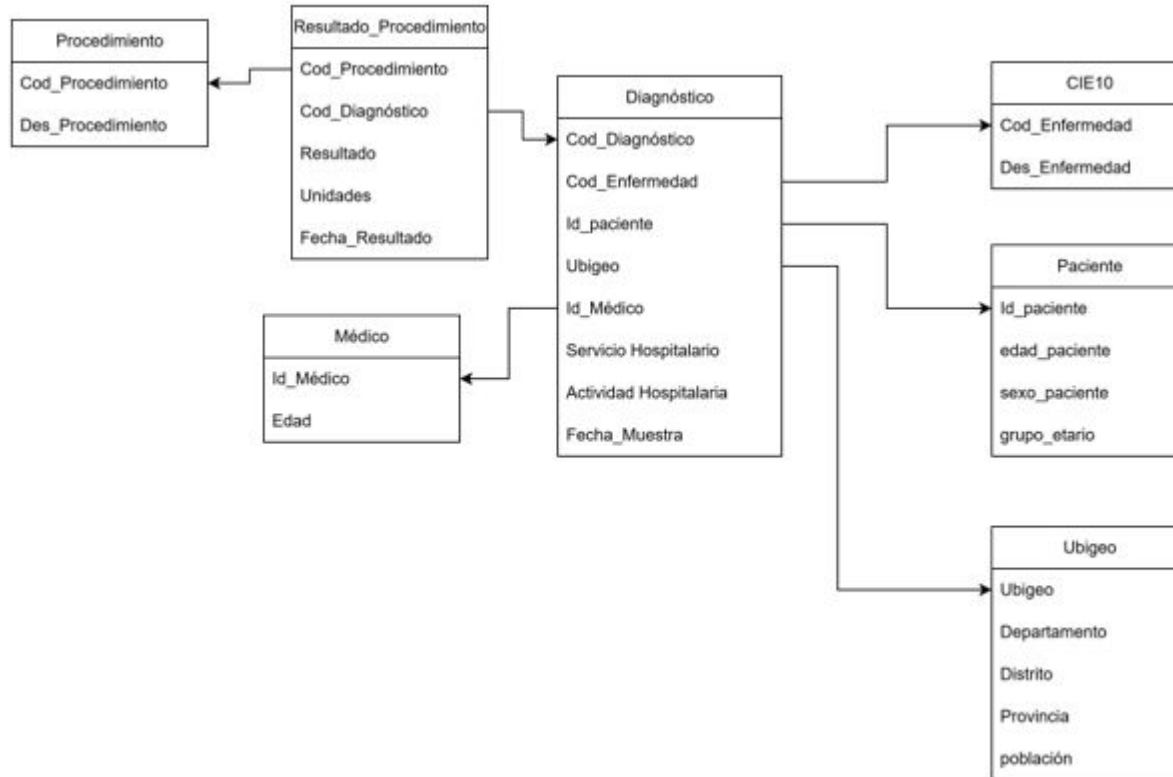 Procedimiento
Cod_Procedimiento
Des_Procedimiento
Resultado_Procedimiento
Cod_Procedimiento
Cod_Diagnóstico
Resultado
Unidades
Fecha_Resultado
Médico
Id_Médico
Edad
Diagnóstico
Cod_Diagnóstico
Cod_Enfermedad
Id_paciente
Ubigeo
Id_Médico
Servicio Hospitalario
Actividad Hospitalaria
Fecha_Muestra
CIE10
Cod_Enfermedad
Des_Enfermedad
Paciente
Id_paciente
edad_paciente
sexo_paciente
grupo_etario
Ubigeo
Ubigeo
Departamento
Distrito
Provincia
población